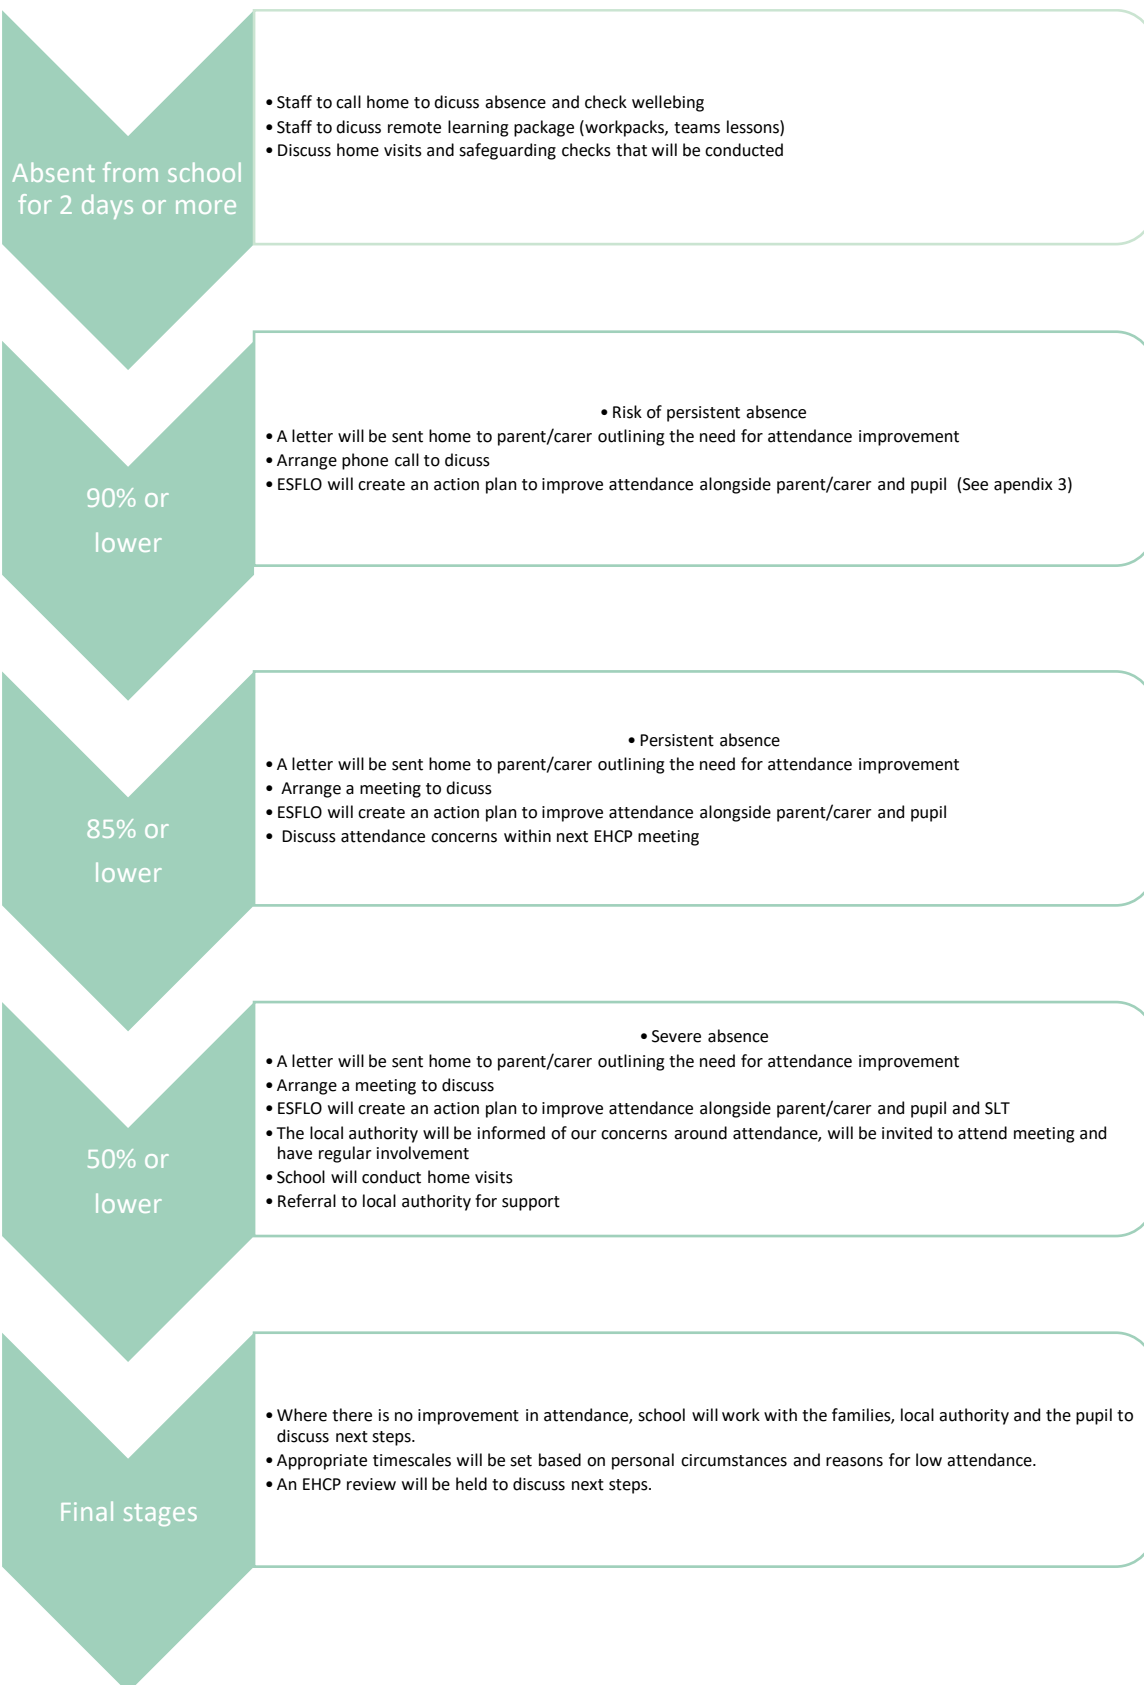 Absent from school
for 2 days or more
• Staff to call home to dicuss absence and check wellebing
• Staff to dicuss remote learning package (workpacks, teams lessons)
• Discuss home visits and safeguarding checks that will be conducted
90% or
lower
• Risk of persistent absence
• A letter will be sent home to parent/carer outlining the need for attendance improvement
• Arrange phone call to dicuss
• ESFLO will create an action plan to improve attendance alongside parent/carer and pupil (See apendix 3)
85% or
lower
• Persistent absence
• A letter will be sent home to parent/carer outlining the need for attendance improvement
• Arrange a meeting to dicuss
• ESFLO will create an action plan to improve attendance alongside parent/carer and pupil
• Discuss attendance concerns within next EHCP meeting
50% or
lower
• Severe absence
• A letter will be sent home to parent/carer outlining the need for attendance improvement
• Arrange a meeting to discuss
• ESFLO will create an action plan to improve attendance alongside parent/carer and pupil and SLT
• The local authority will be informed of our concerns around attendance, will be invited to attend meeting and
have regular involvement
• School will conduct home visits
• Referral to local authority for support
Final stages
• Where there is no improvement in attendance, school will work with the families, local authority and the pupil to
discuss next steps.
• Appropriate timescales will be set based on personal circumstances and reasons for low attendance.
• An EHCP review will be held to discuss next steps.